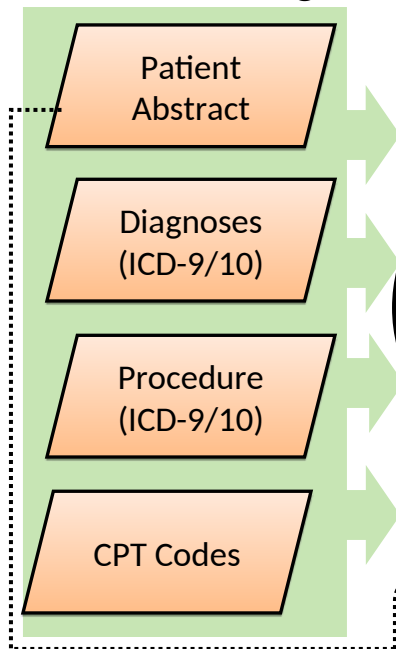 Patient
Abstract
Diagnoses
(ICD-9/10)
Procedure
(ICD-9/10)
CPT Codes